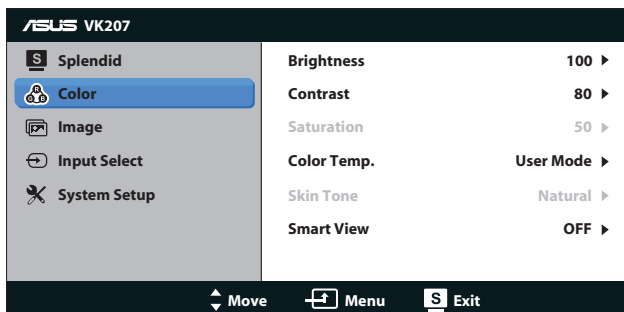 ASUS VK207
S Splendid
Color
Image
Input Select
System Setup
Brightness 100
Contrast 80
Saturation 50
Color Temp. User Mode
Skin Tone Natural
Smart View OFF
Move Menu S Exit